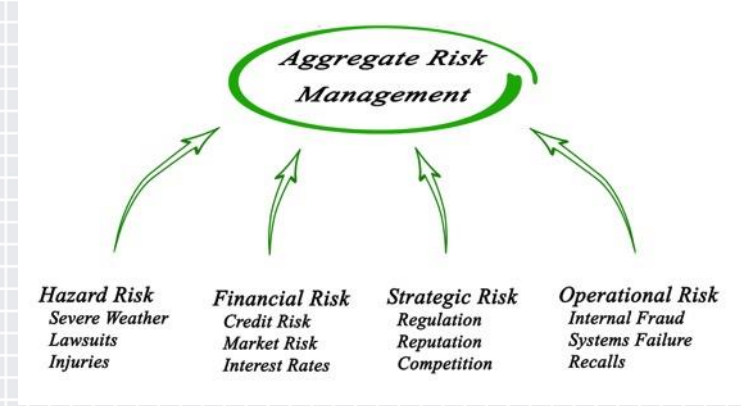 Aggregate Risk
Management
Hazard Risk
Severe Weather
Lawsuits
Injuries
Financial Risk
Credit Risk
Market Risk
Interest Rates
Strategic Risk
Regulation
Reputation
Competition
Operational Risk
Internal Fraud
Systems Failure
Recalls